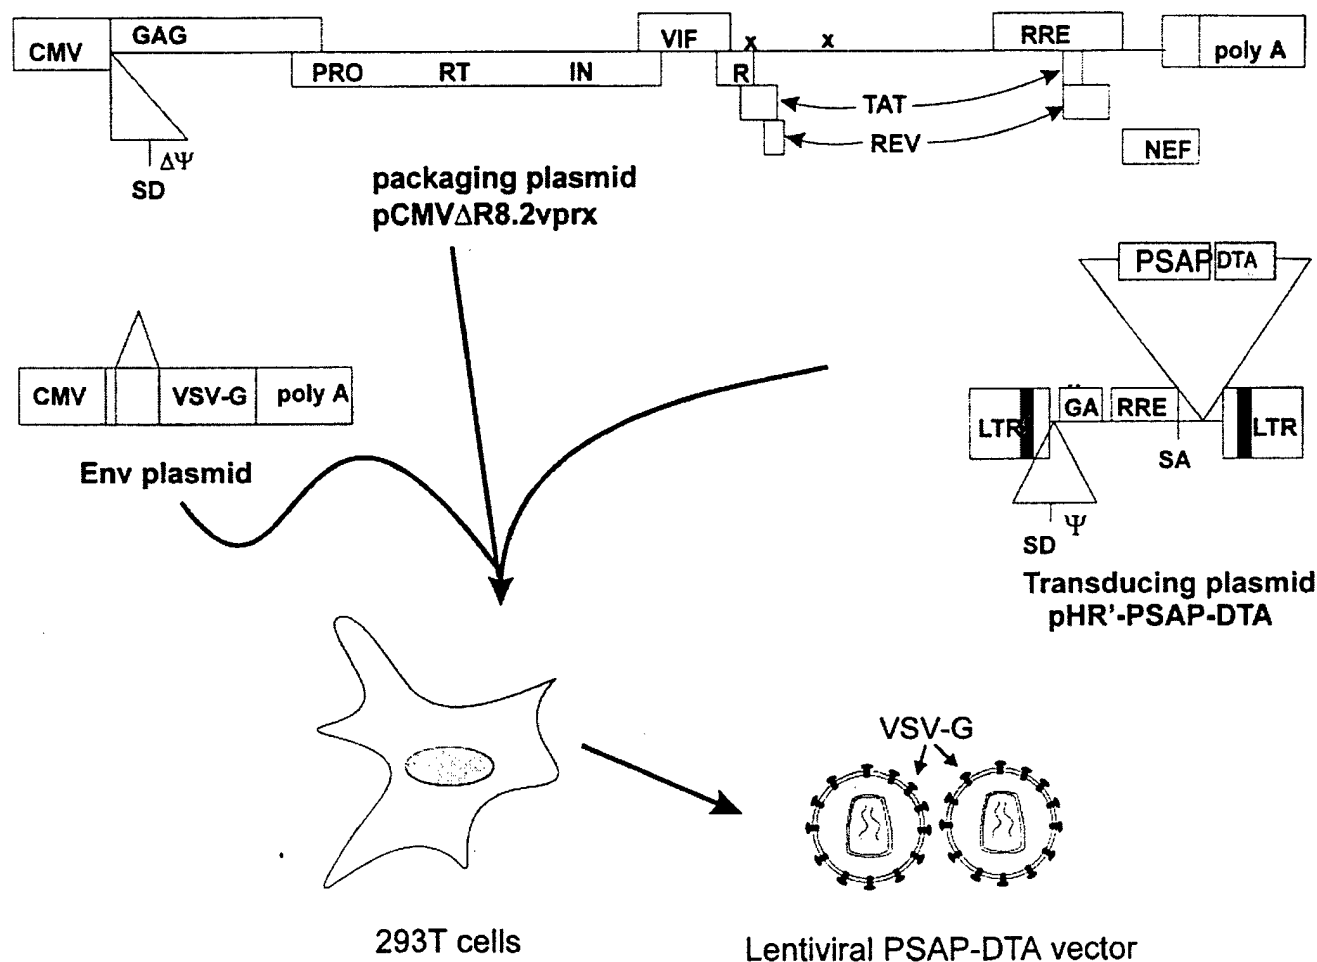 CMV GAG VIF x x RRE poly A
PRO RT IN R
TAT
REV
NEF
ΔΨ
SD
packaging plasmid
pCMVΔR8.2vprx
PSAP DTA
CMV VSV-G poly A
Env plasmid
LTR GA RRE LTR
SA
Ψ
SD
Transducing plasmid
pHR'-PSAP-DTA
VSV-G
293T cells
Lentiviral PSAP-DTA vector